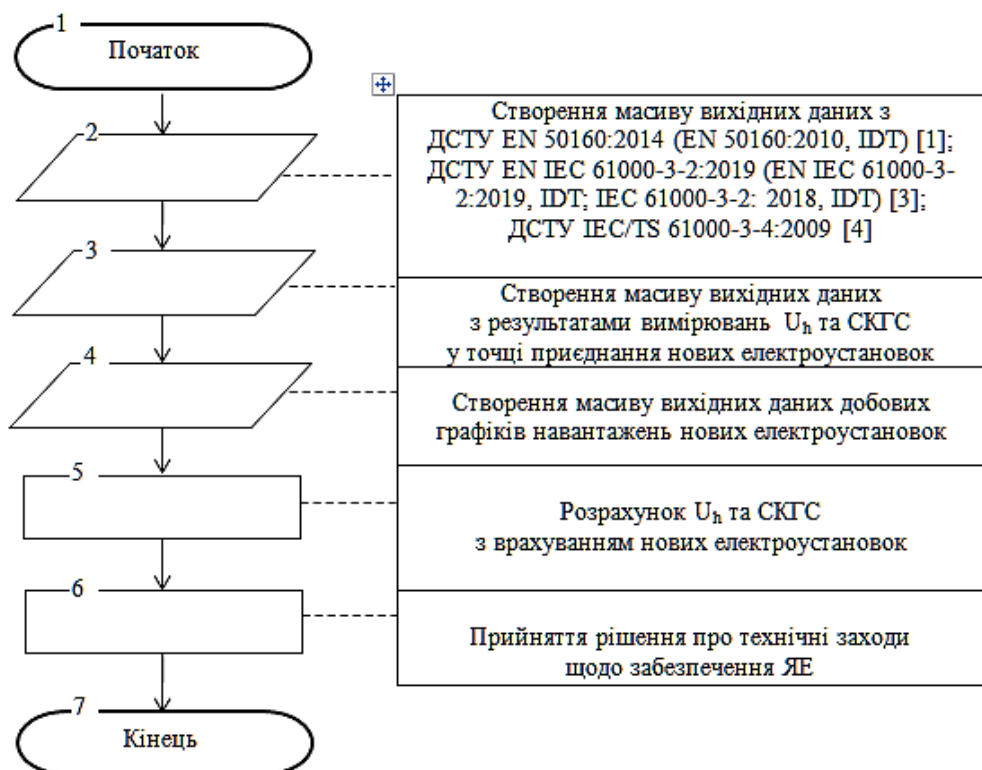 1
Початок
2
Створення масиву вихідних даних з
ДСТУ EN 50160:2014 (EN 50160:2010, IDT) [1];
ДСТУ EN IEC 61000-3-2:2019 (EN IEC 61000-3-
2:2019, IDT; IEC 61000-3-2: 2018, IDT) [3];
ДСТУ IEC/TS 61000-3-4:2009 [4]
3
Створення масиву вихідних даних
з результатами вимірювань U_h та СКГС
у точці приєднання нових електроустановок
4
Створення масиву вихідних даних добових
графіків навантажень нових електроустановок
5
Розрахунок U_h та СКГС
з врахуванням нових електроустановок
6
Прийняття рішення про технічні заходи
щодо забезпечення ЯЕ
7
Кінець